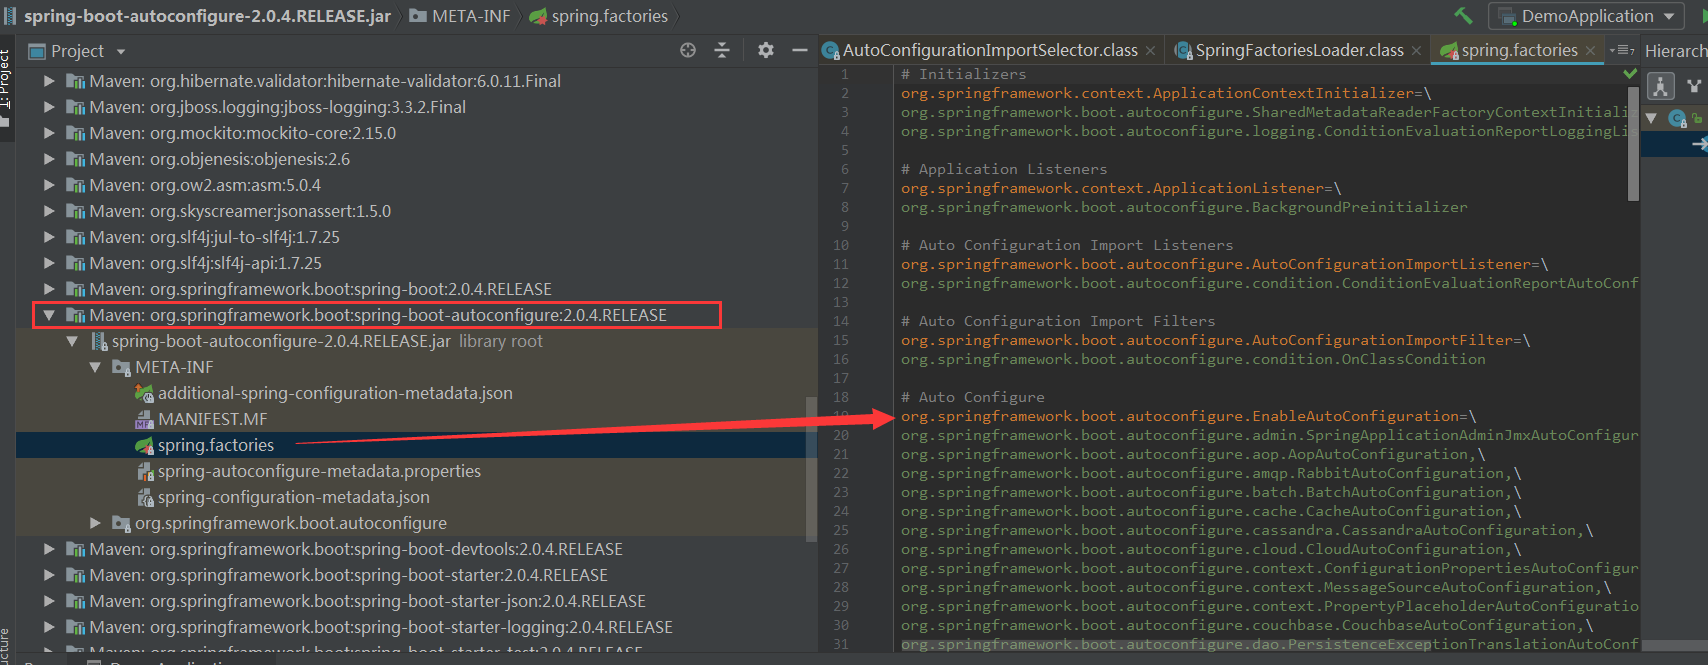 spring-boot-autoconfigure-2.0.4.RELEASE.jar META-INF spring.factories DemoApplication
1: Project
Project
AutoConfigurationImportSelector.class SpringFactoriesLoader.class spring.factories
Hierarch
Maven: org.hibernate.validator:hibernate-validator:6.0.11.Final
Maven: org.jboss.logging:jboss-logging:3.3.2.Final
Maven: org.mockito:mockito-core:2.15.0
Maven: org.objenesis:objenesis:2.6
Maven: org.ow2.asm:asm:5.0.4
Maven: org.skyscreamer:jsonassert:1.5.0
Maven: org.slf4j:jul-to-slf4j:1.7.25
Maven: org.slf4j:slf4j-api:1.7.25
Maven: org.springframework.boot:spring-boot:2.0.4.RELEASE
Maven: org.springframework.boot:spring-boot-autoconfigure:2.0.4.RELEASE
spring-boot-autoconfigure-2.0.4.RELEASE.jar library root
META-INF
additional-spring-configuration-metadata.json
MANIFEST.MF
spring.factories
spring-autoconfigure-metadata.properties
spring-configuration-metadata.json
org.springframework.boot.autoconfigure
Maven: org.springframework.boot:spring-boot-devtools:2.0.4.RELEASE
Maven: org.springframework.boot:spring-boot-starter:2.0.4.RELEASE
Maven: org.springframework.boot:spring-boot-starter-json:2.0.4.RELEASE
Maven: org.springframework.boot:spring-boot-starter-logging:2.0.4.RELEASE
1 # Initializers
2 org.springframework.context.ApplicationContextInitializer=\
3 org.springframework.boot.autoconfigure.SharedMetadataReaderFactoryContextInitiali
4 org.springframework.boot.autoconfigure.logging.ConditionEvaluationReportLoggingLis
5
6 # Application Listeners
7 org.springframework.context.ApplicationListener=\
8 org.springframework.boot.autoconfigure.BackgroundPreinitializer
9
10 # Auto Configuration Import Listeners
11 org.springframework.boot.autoconfigure.AutoConfigurationImportListener=\
12 org.springframework.boot.autoconfigure.condition.ConditionEvaluationReportAutoConf
13
14 # Auto Configuration Import Filters
15 org.springframework.boot.autoconfigure.AutoConfigurationImportFilter=\
16 org.springframework.boot.autoconfigure.condition.OnClassCondition
17
18 # Auto Configure
19 org.springframework.boot.autoconfigure.EnableAutoConfiguration=\
20 org.springframework.boot.autoconfigure.admin.SpringApplicationAdminJmxAutoConfigur
21 org.springframework.boot.autoconfigure.aop.AopAutoConfiguration,\
22 org.springframework.boot.autoconfigure.amqp.RabbitAutoConfiguration,\
23 org.springframework.boot.autoconfigure.batch.BatchAutoConfiguration,\
24 org.springframework.boot.autoconfigure.cache.CacheAutoConfiguration,\
25 org.springframework.boot.autoconfigure.cassandra.CassandraAutoConfiguration,\
26 org.springframework.boot.autoconfigure.cloud.CloudAutoConfiguration,\
27 org.springframework.boot.autoconfigure.context.ConfigurationPropertiesAutoConfigur
28 org.springframework.boot.autoconfigure.context.MessageSourceAutoConfiguration,\
29 org.springframework.boot.autoconfigure.context.PropertyPlaceholderAutoConfiguratio
30 org.springframework.boot.autoconfigure.couchbase.CouchbaseAutoConfiguration,\
31 org.springframework.boot.autoconfigure.dao.PersistenceExceptionTranslationAutoConf